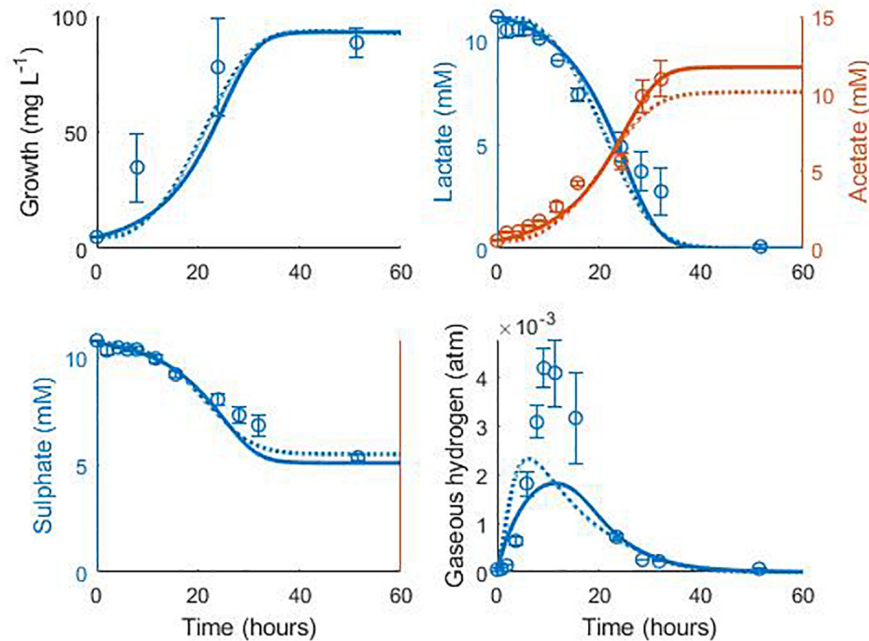 Growth (mg L⁻¹)
100
50
0
0 20 40 60
Lactate (mM)
10
5
0
0 20 40 60
15
10
5
0
Acetate (mM)
Sulphate (mM)
10
5
0
0 20 40 60
Time (hours)
Gaseous hydrogen (atm)
× 10⁻³
4
3
2
1
0
0 20 40 60
Time (hours)